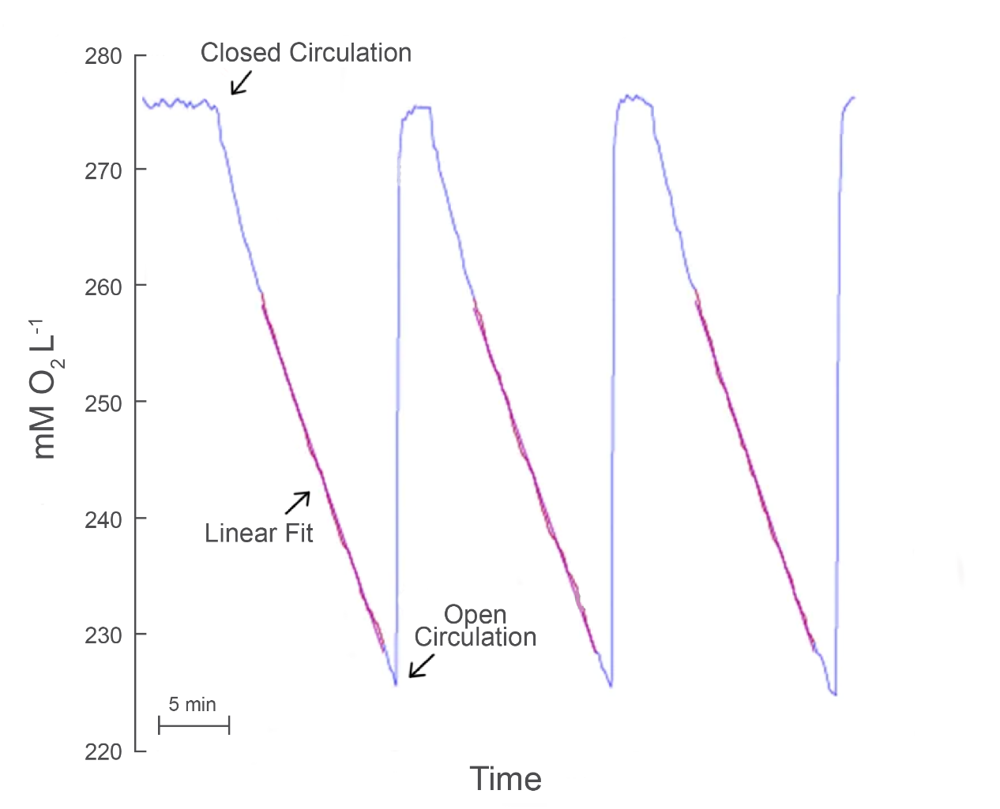 Closed Circulation
280
270
260
250
240
230
220
mM O₂ L⁻¹
Linear Fit
Open
Circulation
5 min
Time